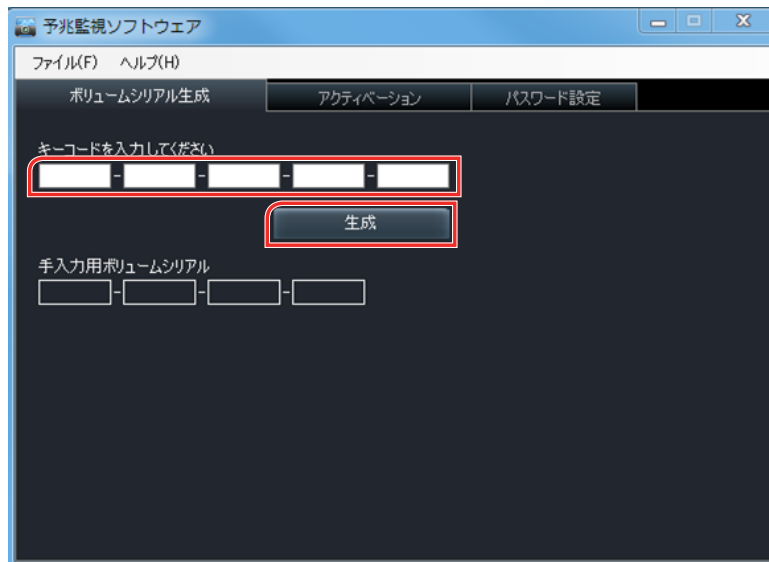 予兆監視ソフトウェア
ファイル(F) ヘルプ(H)
ボリュームシリアル生成 アクティベーション パスワード設定
キーコードを入力してください
- - - -
生成
手入力用ボリュームシリアル
- - -